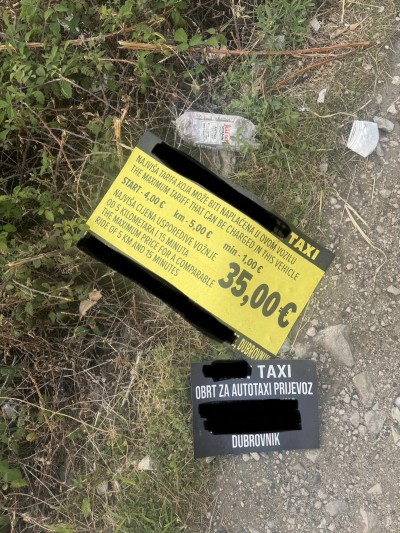 TAXI
NAJVIŠA TARIFA KOJA MOŽE BITI NAPLAĆENA U OVOM VOZILU
THE MAXIMUM TARIFF THAT CAN BE CHARGED IN THIS VEHICLE
START: 4,00 € km - 5,00 € min - 1,00 €
NAJVIŠA CIJENA USPOREDIVE VOŽNJE
OD 5 KILOMETARA I 15 MINUTA
THE MAXIMUM PRICE FOR A COMPARABLE
RIDE OF 5 KM AND 15 MINUTES
35,00 €
DUBROVNIK
TAXI
OBRT ZA AUTOTAXI PRIJEVOZ
DUBROVNIK